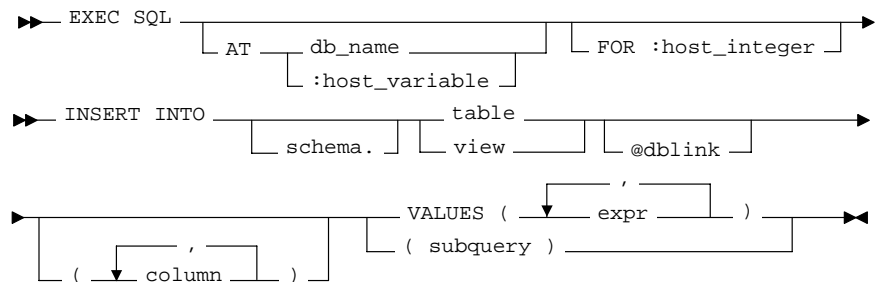 EXEC SQL
AT db_name
:host_variable
FOR :host_integer
INSERT INTO
schema.
table
view
@dblink
( , column )
VALUES ( , expr )
( subquery )